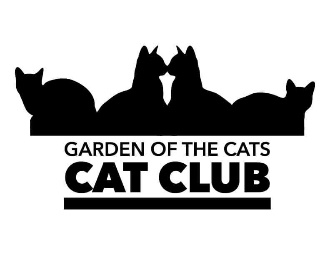 GARDEN OF THE CATS
CAT CLUB